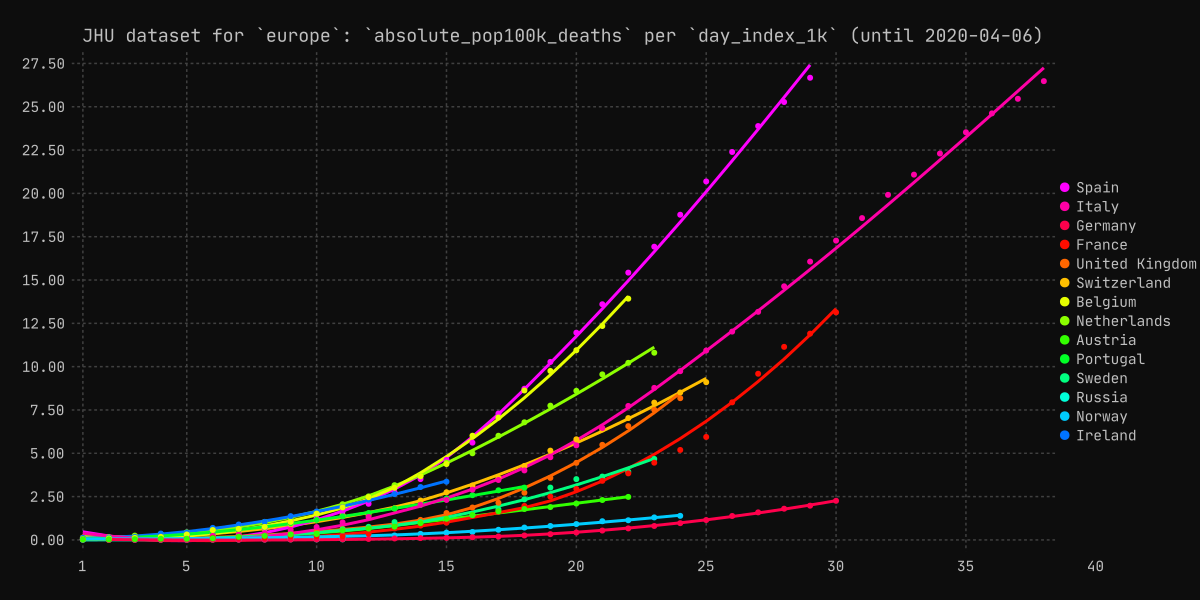 JHU dataset for `europe`: `absolute_pop100k_deaths` per `day_index_1k` (until 2020-04-06)
27.50
25.00
22.50
20.00
17.50
15.00
12.50
10.00
7.50
5.00
2.50
0.00
1 5 10 15 20 25 30 35 40
Spain
Italy
Germany
France
United Kingdom
Switzerland
Belgium
Netherlands
Austria
Portugal
Sweden
Russia
Norway
Ireland